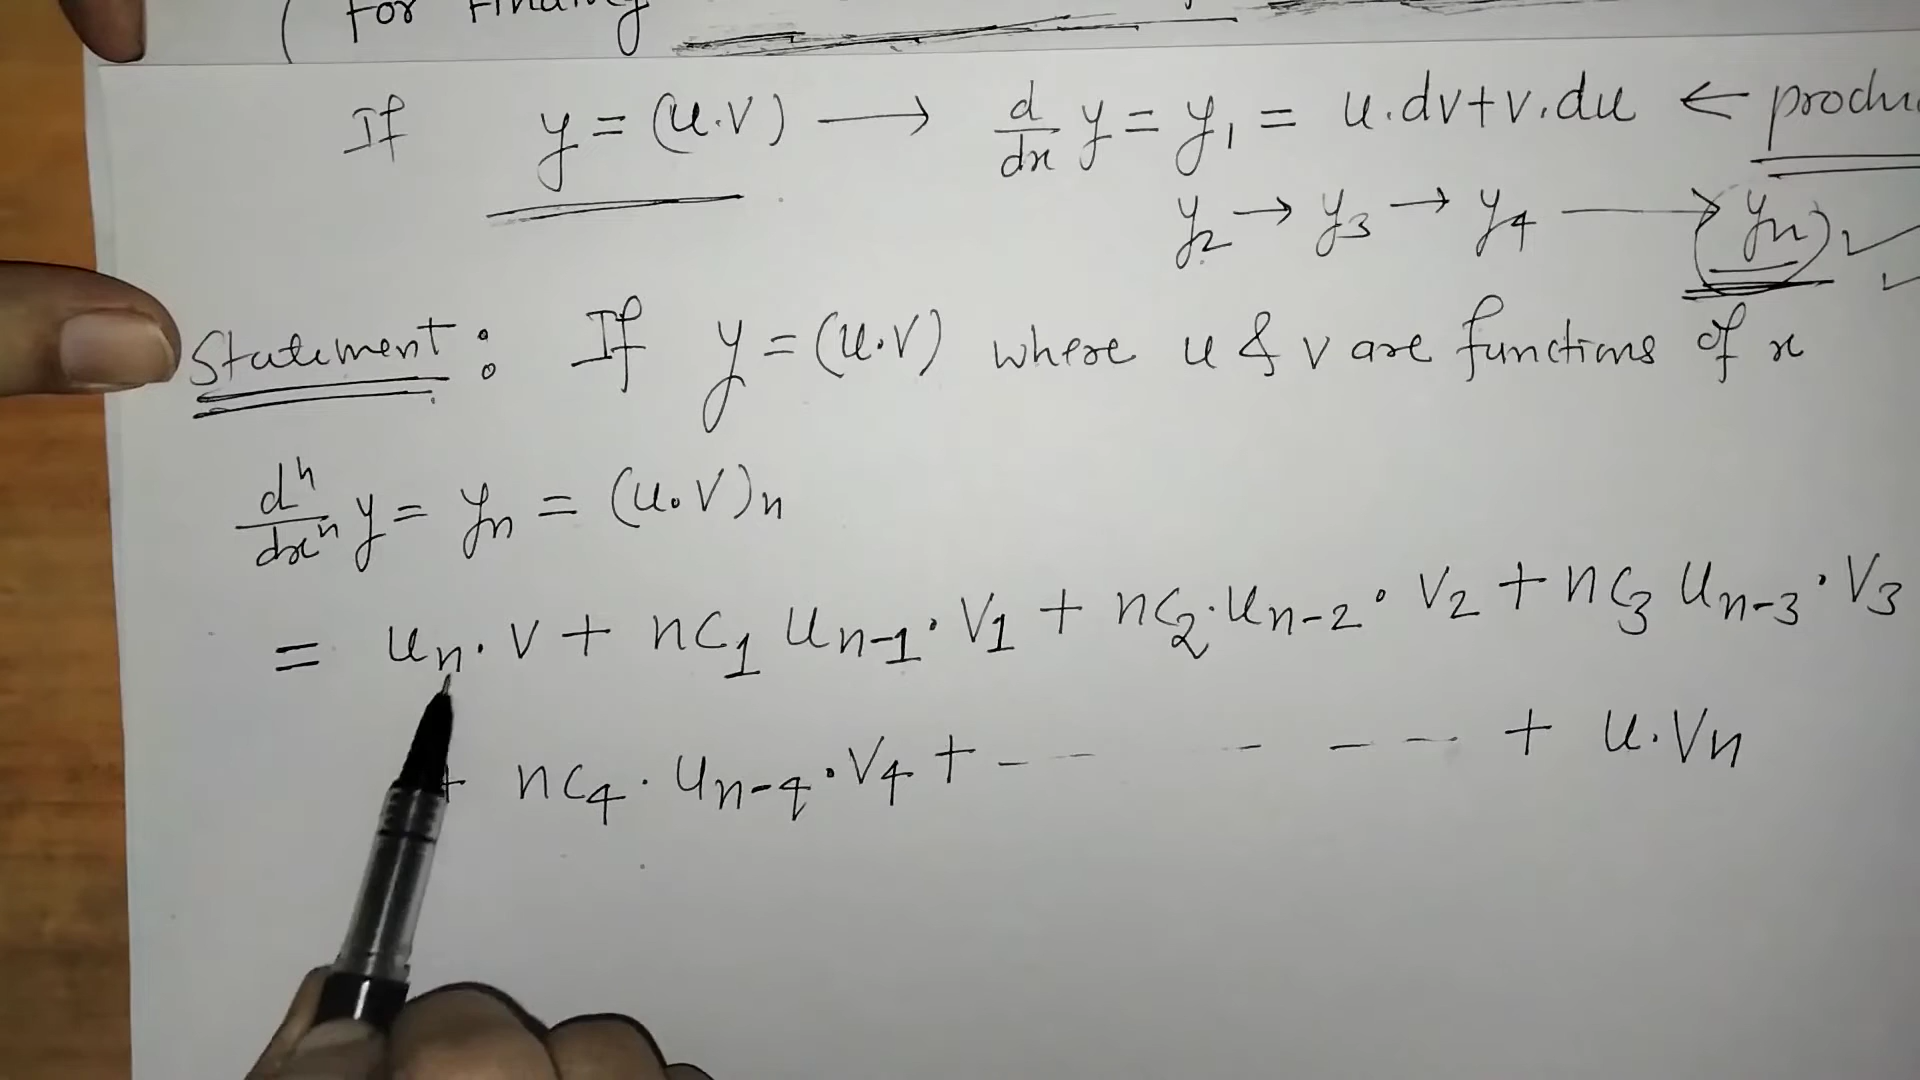 ( For Finding
If y = (u.v) ⟶ d/dx y = y₁ = u.dv+v.du ←
y₂ → y₃ → y₄ ⟶ yₙ ✓
Statement : If y = (u.v) where u & v are functions of x
dⁿ/dxⁿ y = yₙ = (u.v)ₙ
= uₙ.v + nc₁ uₙ₋₁.v₁ + nc₂.uₙ₋₂.v₂ + nc₃ uₙ₋₃.v₃
+ nc₄.uₙ₋₄.v₄ + - - - - - - + u.vₙ